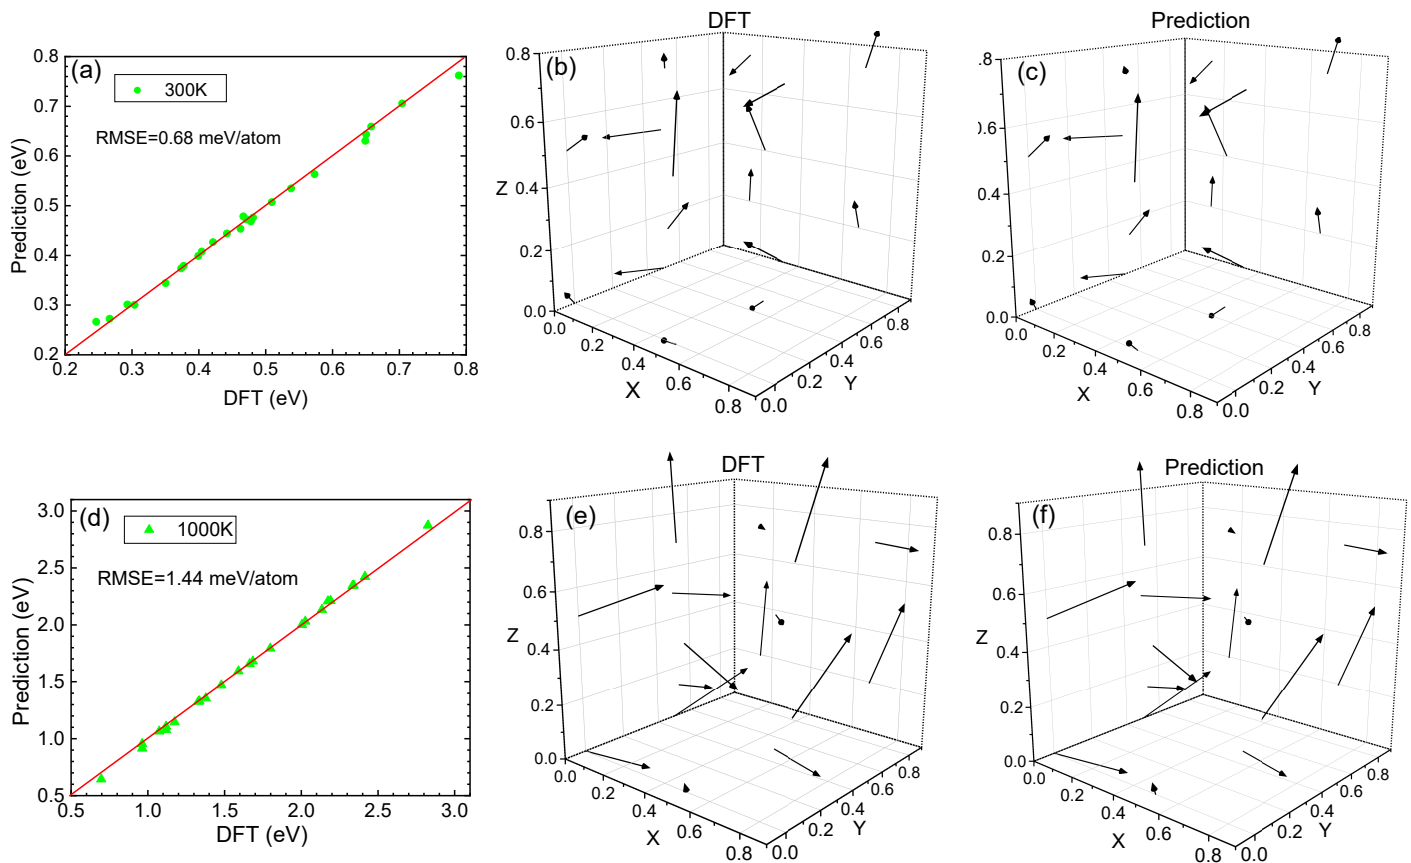 DFT
Prediction
(a)
300K
RMSE=0.68 meV/atom
0.8
0.7
0.6
0.5
0.4
0.3
0.2
0.2 0.3 0.4 0.5 0.6 0.7 0.8
Prediction (eV)
DFT (eV)
(b)
0.8
0.6
0.4
0.2
0.0
Z
0.0 0.2 0.4 0.6 0.8
X
0.0 0.2 0.4 0.6 0.8
Y
(c)
.8
.6
0.4
0.2
0.0
0.0 0.2 0.4 0.6 0.8
X
0.0 0.2 0.4 0.6 0.8
Y
(d)
1000K
RMSE=1.44 meV/atom
3.0
2.5
2.0
1.5
1.0
0.5
0.5 1.0 1.5 2.0 2.5 3.0
Prediction (eV)
DFT (eV)
DFT
(e)
0.8
0.6
0.4
0.2
0.0
Z
0.0 0.2 0.4 0.6 0.8
X
0.0 0.2 0.4 0.6 0.8
Y
Prediction
(f)
0.8
0.6
0.4
0.2
0.0
Z
0.0 0.2 0.4 0.6 0.8
X
0.0 0.2 0.4 0.6 0.8
Y